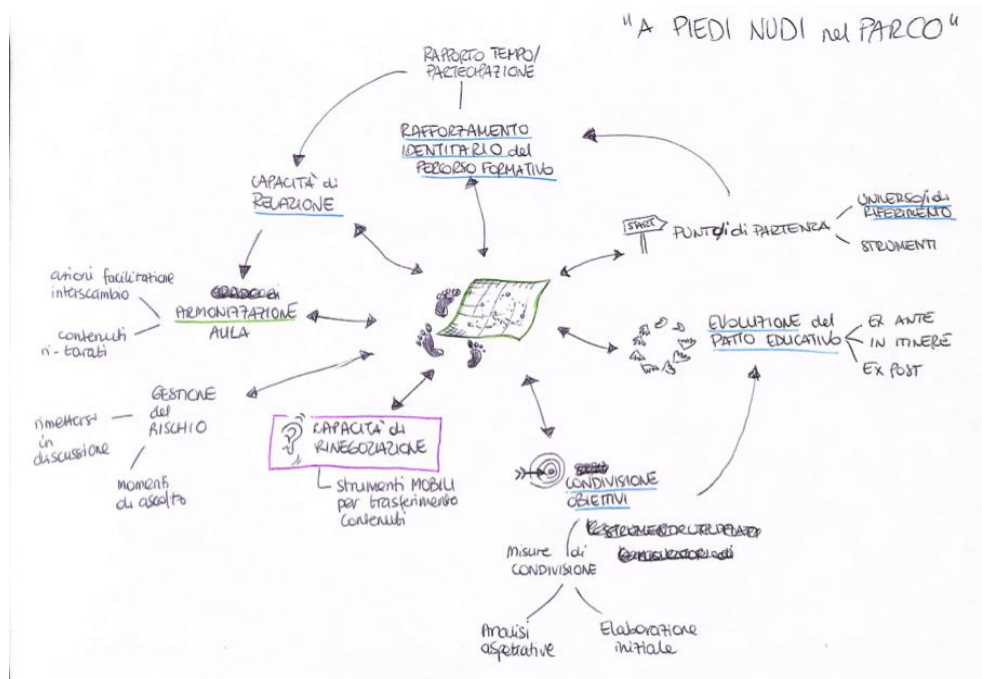 "A PIEDI NUDI nel PARCO"
RAPPORTO TEMPO/
PARTECIPAZIONE
RAFFORZAMENTO
IDENTITARIO del
PERCORSO FORMATIVO
CAPACITÀ di
RELAZIONE
START
PUNTO/i di PARTENZA
UNIVERSO/i di
RIFERIMENTO
STRUMENTI
azioni facilitazione
interscambio
contenuti
ri-tarati
ARMONIZZAZIONE
AULA
EVOLUZIONE del
PATTO EDUCATIVO
EX ANTE
IN ITINERE
EX POST
GESTIONE
del
RISCHIO
rimettersi
in
discussione
momenti
di ascolto
CAPACITÀ di
RINEGOZIAZIONE
strumenti MOBILI
per trasferimento
contenuti
CONDIVISIONE
OBIETTIVI
Misure di
CONDIVISIONE
Analisi
aspettative
Elaborazione
iniziale